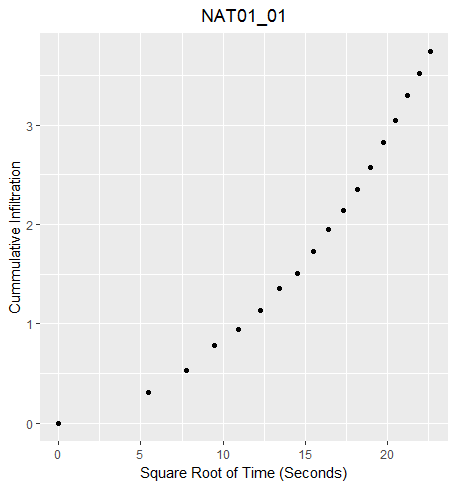 NAT01_01
Cummulative Infiltration
3
2
1
0
0 5 10 15 20
Square Root of Time (Seconds)